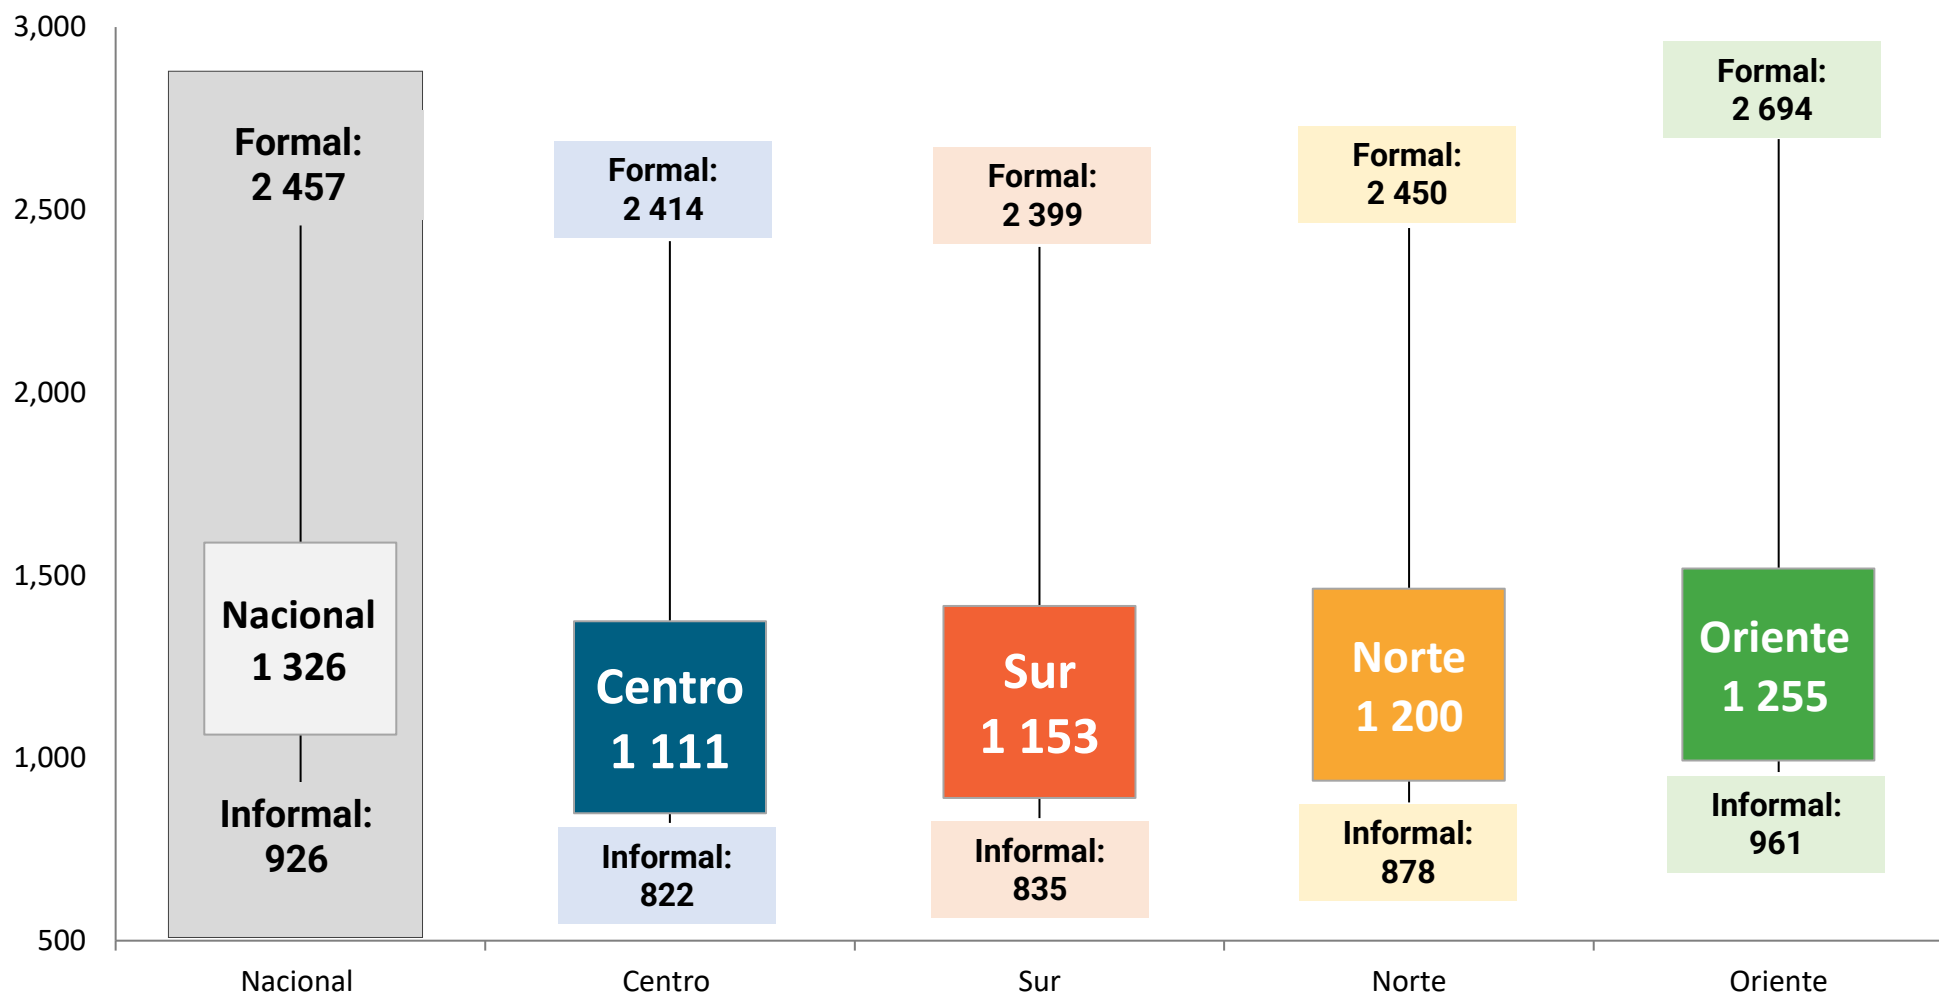 3,000
2,500
2,000
1,500
1,000
500
Formal:
2 457
Nacional
1 326
Informal:
926
Formal:
2 414
Centro
1 111
Informal:
822
Formal:
2 399
Sur
1 153
Informal:
835
Formal:
2 450
Norte
1 200
Informal:
878
Formal:
2 694
Oriente
1 255
Informal:
961
Nacional
Centro
Sur
Norte
Oriente